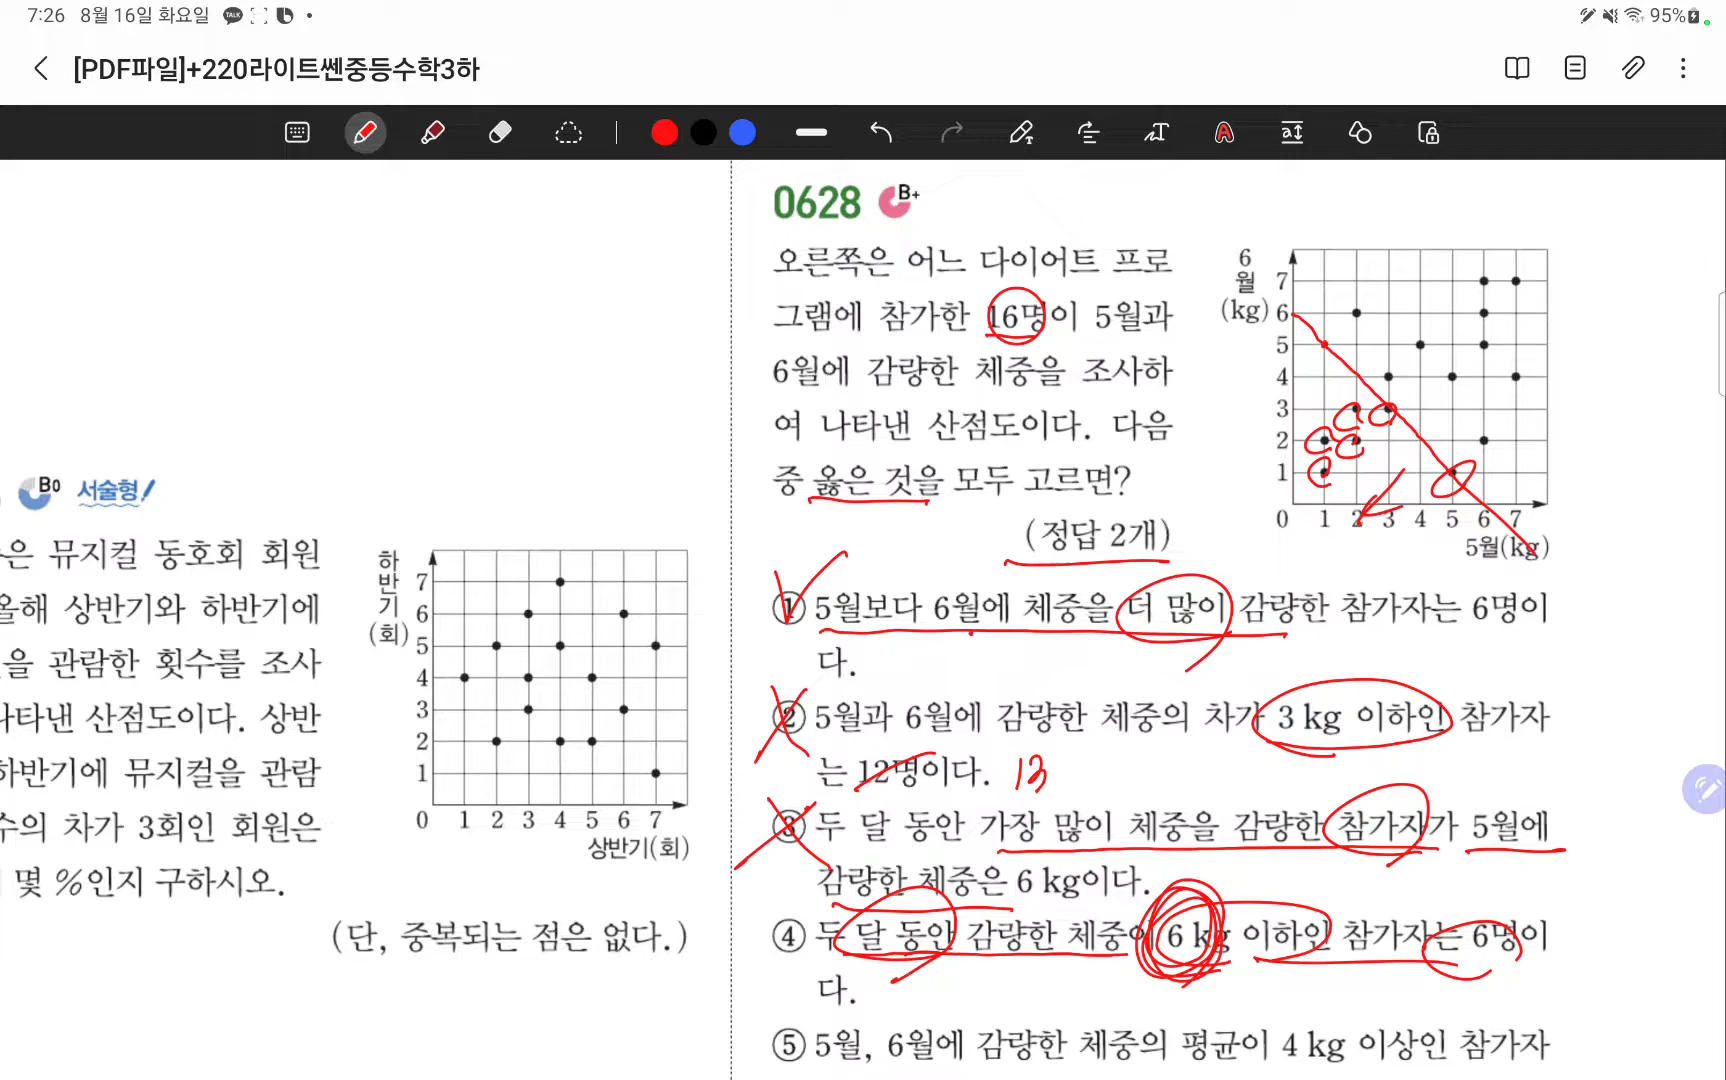 7:26 8월 16일 화요일 TALK 95%
[PDF파일]+220라이트쎈중등수학3하
B0 서술형!
은 뮤지컬 동호회 회원
올해 상반기와 하반기에
을 관람한 횟수를 조사
나타낸 산점도이다. 상반
하반기에 뮤지컬을 관람
수의 차가 3회인 회원은
몇 %인지 구하시오.
(단, 중복되는 점은 없다.)
하반기(회)
7
6
5
4
3
2
1
0 1 2 3 4 5 6 7
상반기(회)
0628 B+
오른쪽은 어느 다이어트 프로
그램에 참가한 16명이 5월과
6월에 감량한 체중을 조사하
여 나타낸 산점도이다. 다음
중 옳은 것을 모두 고르면?
(정답 2개)
6월(kg)
7
6
5
4
3
2
1
0 1 2 3 4 5 6 7
5월(kg)
① 5월보다 6월에 체중을 더 많이 감량한 참가자는 6명이
다.
② 5월과 6월에 감량한 체중의 차가 3 kg 이하인 참가자
는 12명이다. 13
③ 두 달 동안 가장 많이 체중을 감량한 참가자가 5월에
감량한 체중은 6 kg이다.
④ 두 달 동안 감량한 체중이 6 kg 이하인 참가자는 6명이
다.
⑤ 5월, 6월에 감량한 체중의 평균이 4 kg 이상인 참가자